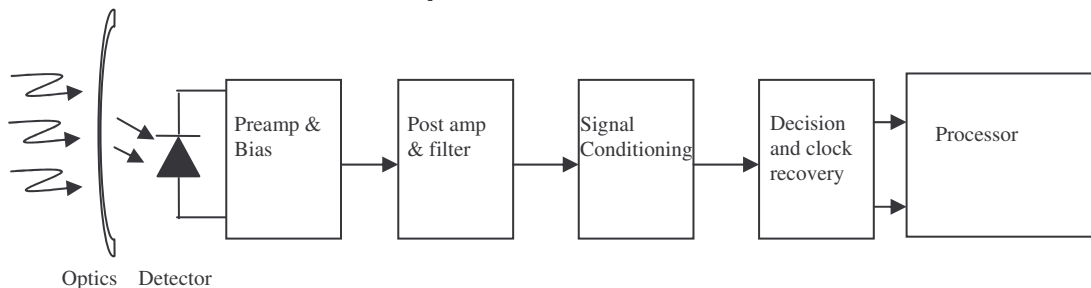 Preamp &
Bias
Post amp
& filter
Signal
Conditioning
Decision
and clock
recovery
Processor
Optics Detector